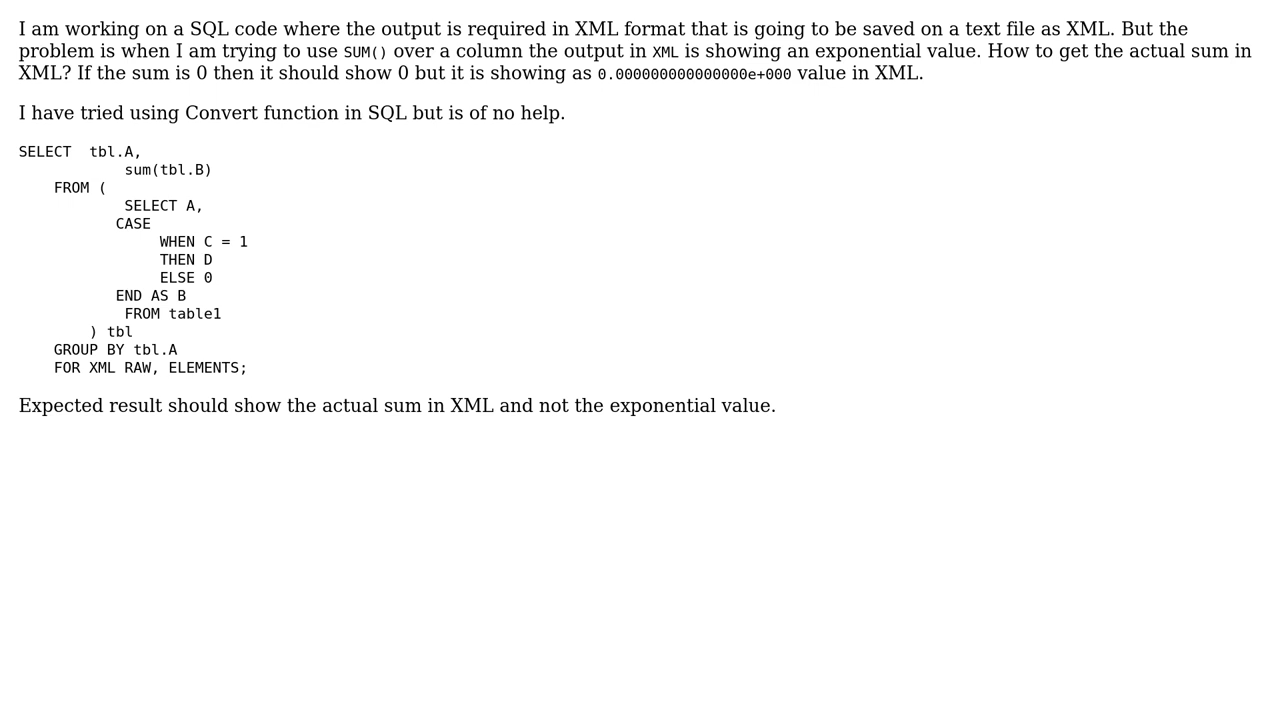 I am working on a SQL code where the output is required in XML format that is going to be saved on a text file as XML. But the
problem is when I am trying to use SUM() over a column the output in XML is showing an exponential value. How to get the actual sum in
XML? If the sum is 0 then it should show 0 but it is showing as 0.000000000000000e+000 value in XML.
I have tried using Convert function in SQL but is of no help.
SELECT  tbl.A,
            sum(tbl.B)
    FROM (
            SELECT A,
           CASE
                WHEN C = 1
                THEN D
                ELSE 0
           END AS B
            FROM table1
        ) tbl
    GROUP BY tbl.A
    FOR XML RAW, ELEMENTS;
Expected result should show the actual sum in XML and not the exponential value.